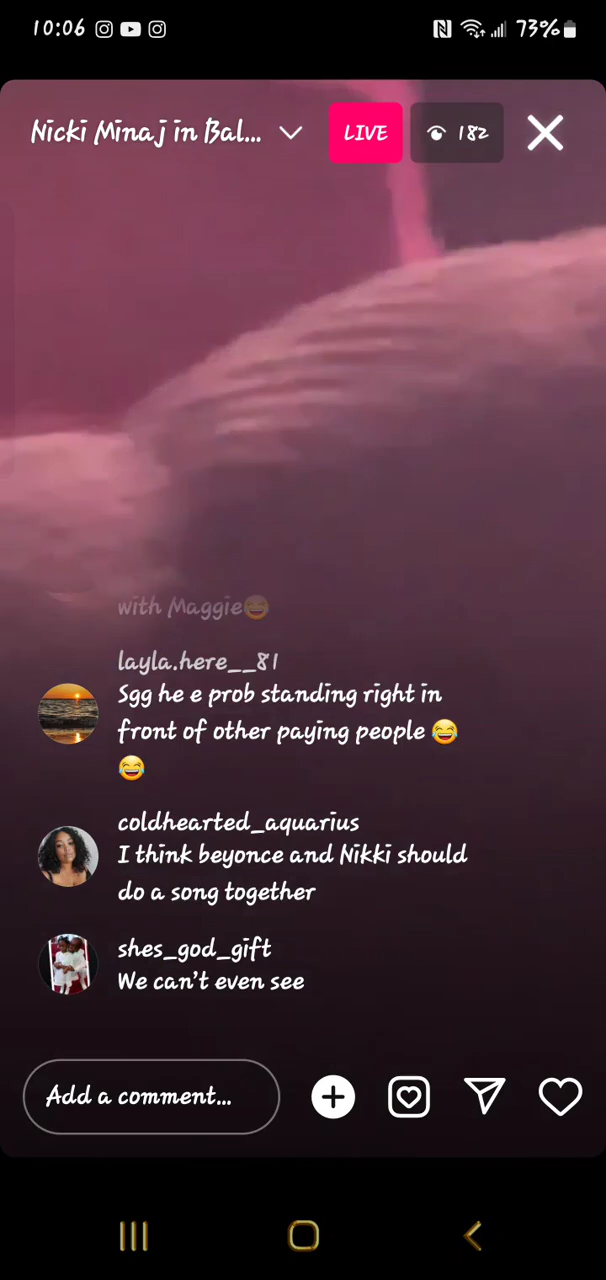 10:06
73%
Nicki Minaj in Bal...
LIVE
182
with Maggie😂
layla.here__81
Sgg he e prob standing right in
front of other paying people 😂
😂
coldhearted_aquarius
I think beyonce and Nikki should
do a song together
shes_god_gift
We can't even see
Add a comment...